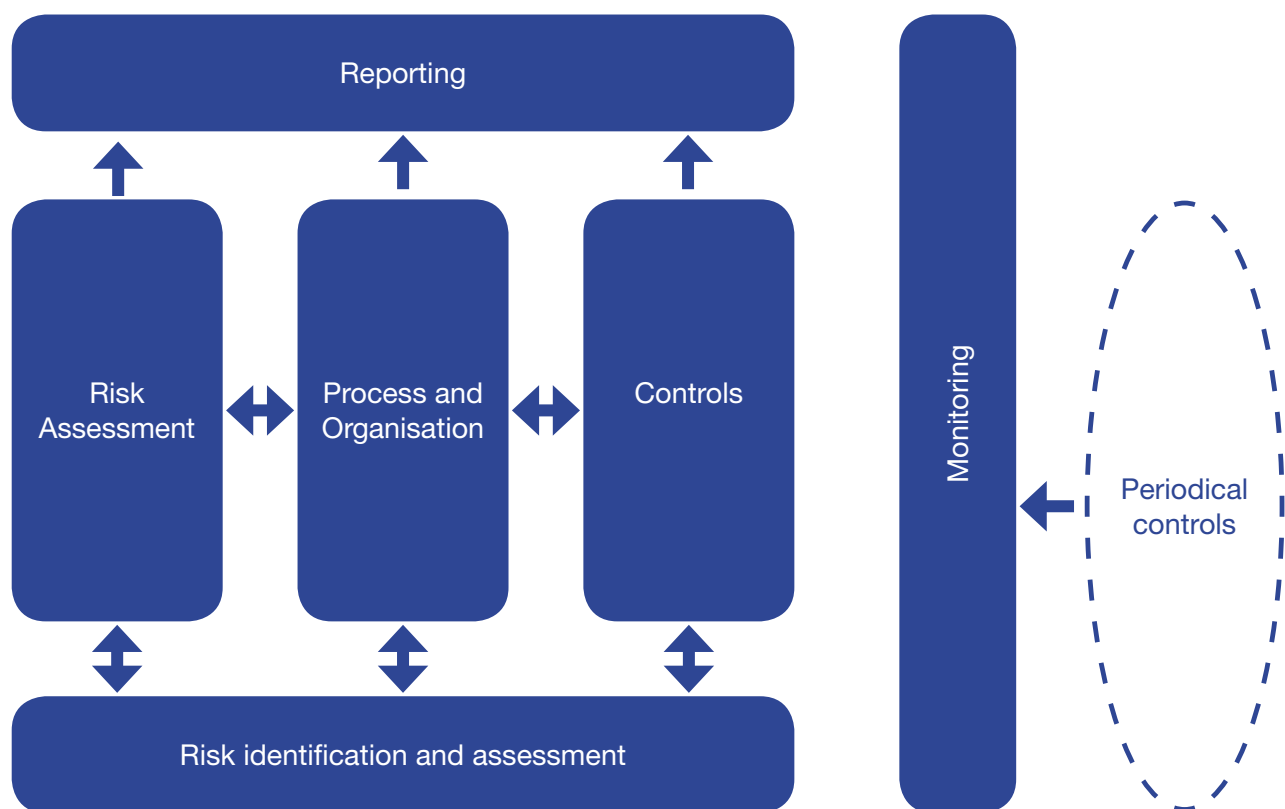 Reporting
Risk
Assessment
Process and
Organisation
Controls
Monitoring
Periodical
controls
Risk identification and assessment